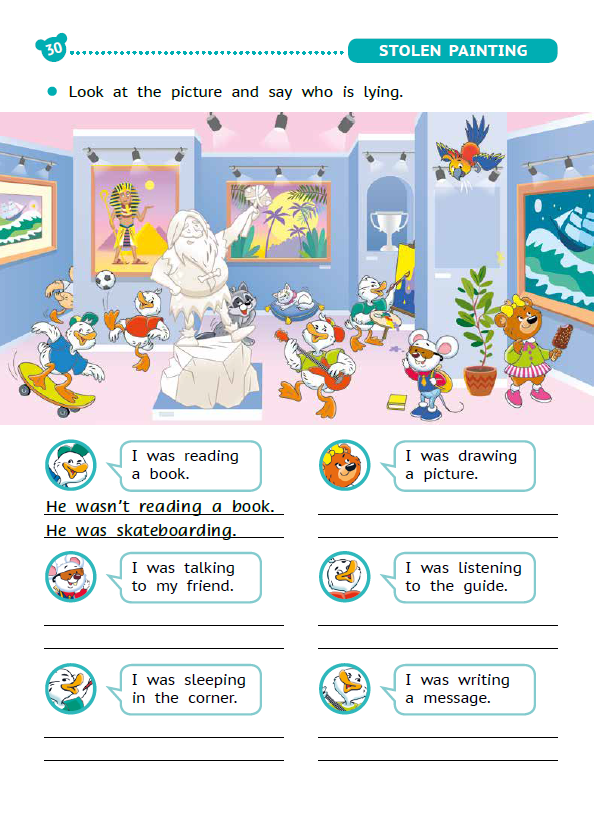 30
STOLEN PAINTING
Look at the picture and say who is lying.
I was reading
a book.
He wasn't reading a book.
He was skateboarding.
I was drawing
a picture.
I was talking
to my friend.
I was listening
to the guide.
I was sleeping
in the corner.
I was writing
a message.